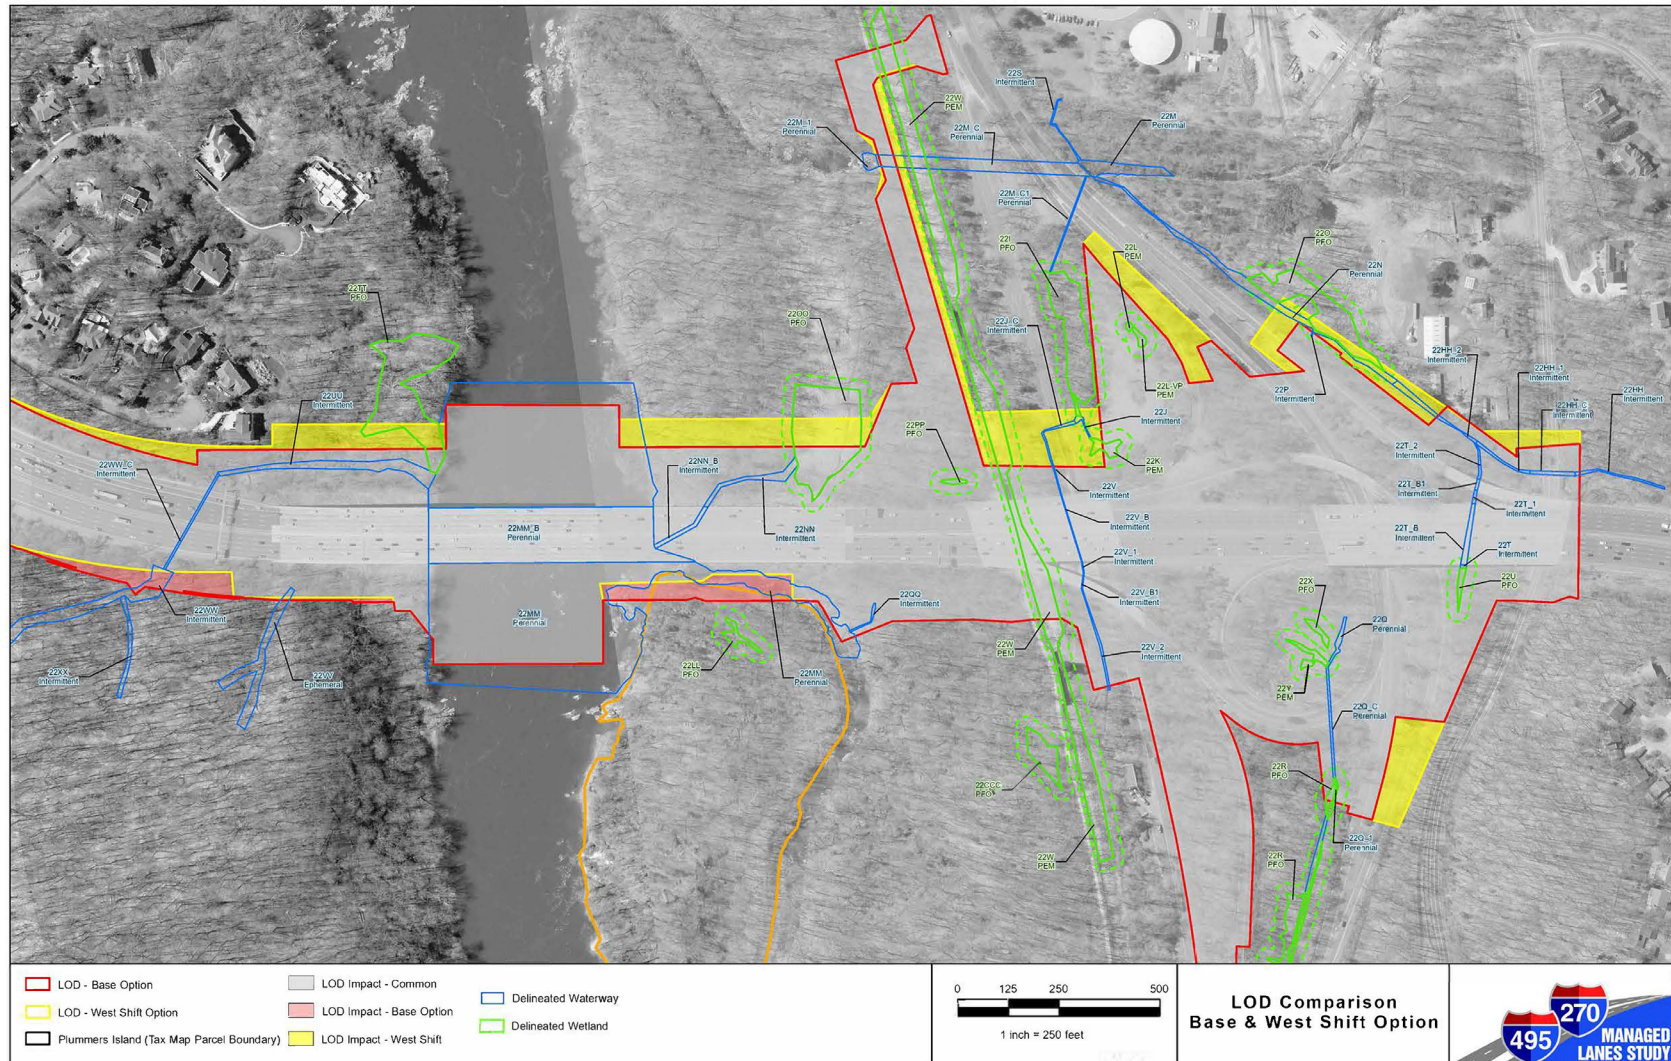 22S
Intermittent
22W
PEM
22M_1
Perennial
22M_C
Perennial
22M
Perennial
22M_C1
Perennial
22I
PFO
22L
PEM
22O
PFO
22N
Perennial
22TT
PFO
22OO
PFO
22J_C
Intermittent
22HH_2
Intermittent
22HH_1
Intermittent
22HH_C
Intermittent
22HH
Intermittent
22L-VP
PEM
22P
Intermittent
22UU
Intermittent
22J
Intermittent
22PP
PFO
22T_2
Intermittent
22WW_C
Intermittent
22NN_B
Intermittent
22K
PEM
22V
Intermittent
22T_B1
Intermittent
22T_1
Intermittent
22MM_B
Perennial
22NN
Intermittent
22V_B
Intermittent
22T_B
Intermittent
22V_1
Intermittent
22T
Intermittent
22X
PFO
22U
PFO
22WW
Intermittent
22MM
Perennial
22QQ
Intermittent
22V_B1
Intermittent
22Q
Perennial
22XX
Intermittent
22VV
Ephemeral
22LL
PFO
22MM
Perennial
22W
PEM
22V_2
Intermittent
22Y
PEM
22Q_C
Perennial
22CCC
PFO
22R
PFO
22W
PEM
22R
PFO
22Q_1
Perennial
LOD - Base Option
LOD - West Shift Option
Plummers Island (Tax Map Parcel Boundary)
LOD Impact - Common
LOD Impact - Base Option
LOD Impact - West Shift
Delineated Waterway
Delineated Wetland
0 125 250 500
1 inch = 250 feet
LOD Comparison
Base & West Shift Option
495
270
MANAGED
LANES STUDY